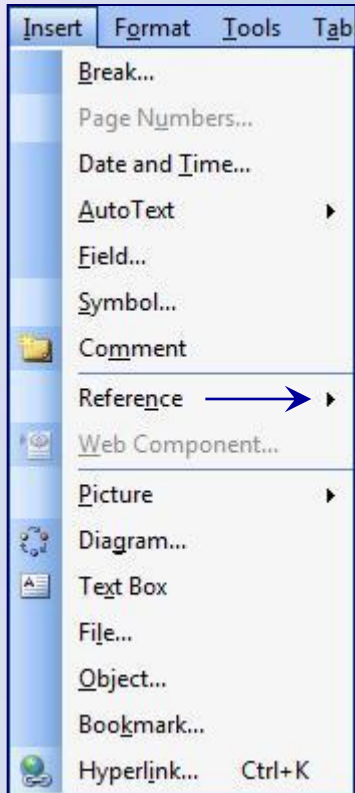 Insert Format Tools Tab
Break...
Page Numbers...
Date and Time...
AutoText
Field...
Symbol...
Comment
Reference
Web Component...
Picture
Diagram...
Text Box
File...
Object...
Bookmark...
Hyperlink... Ctrl+K